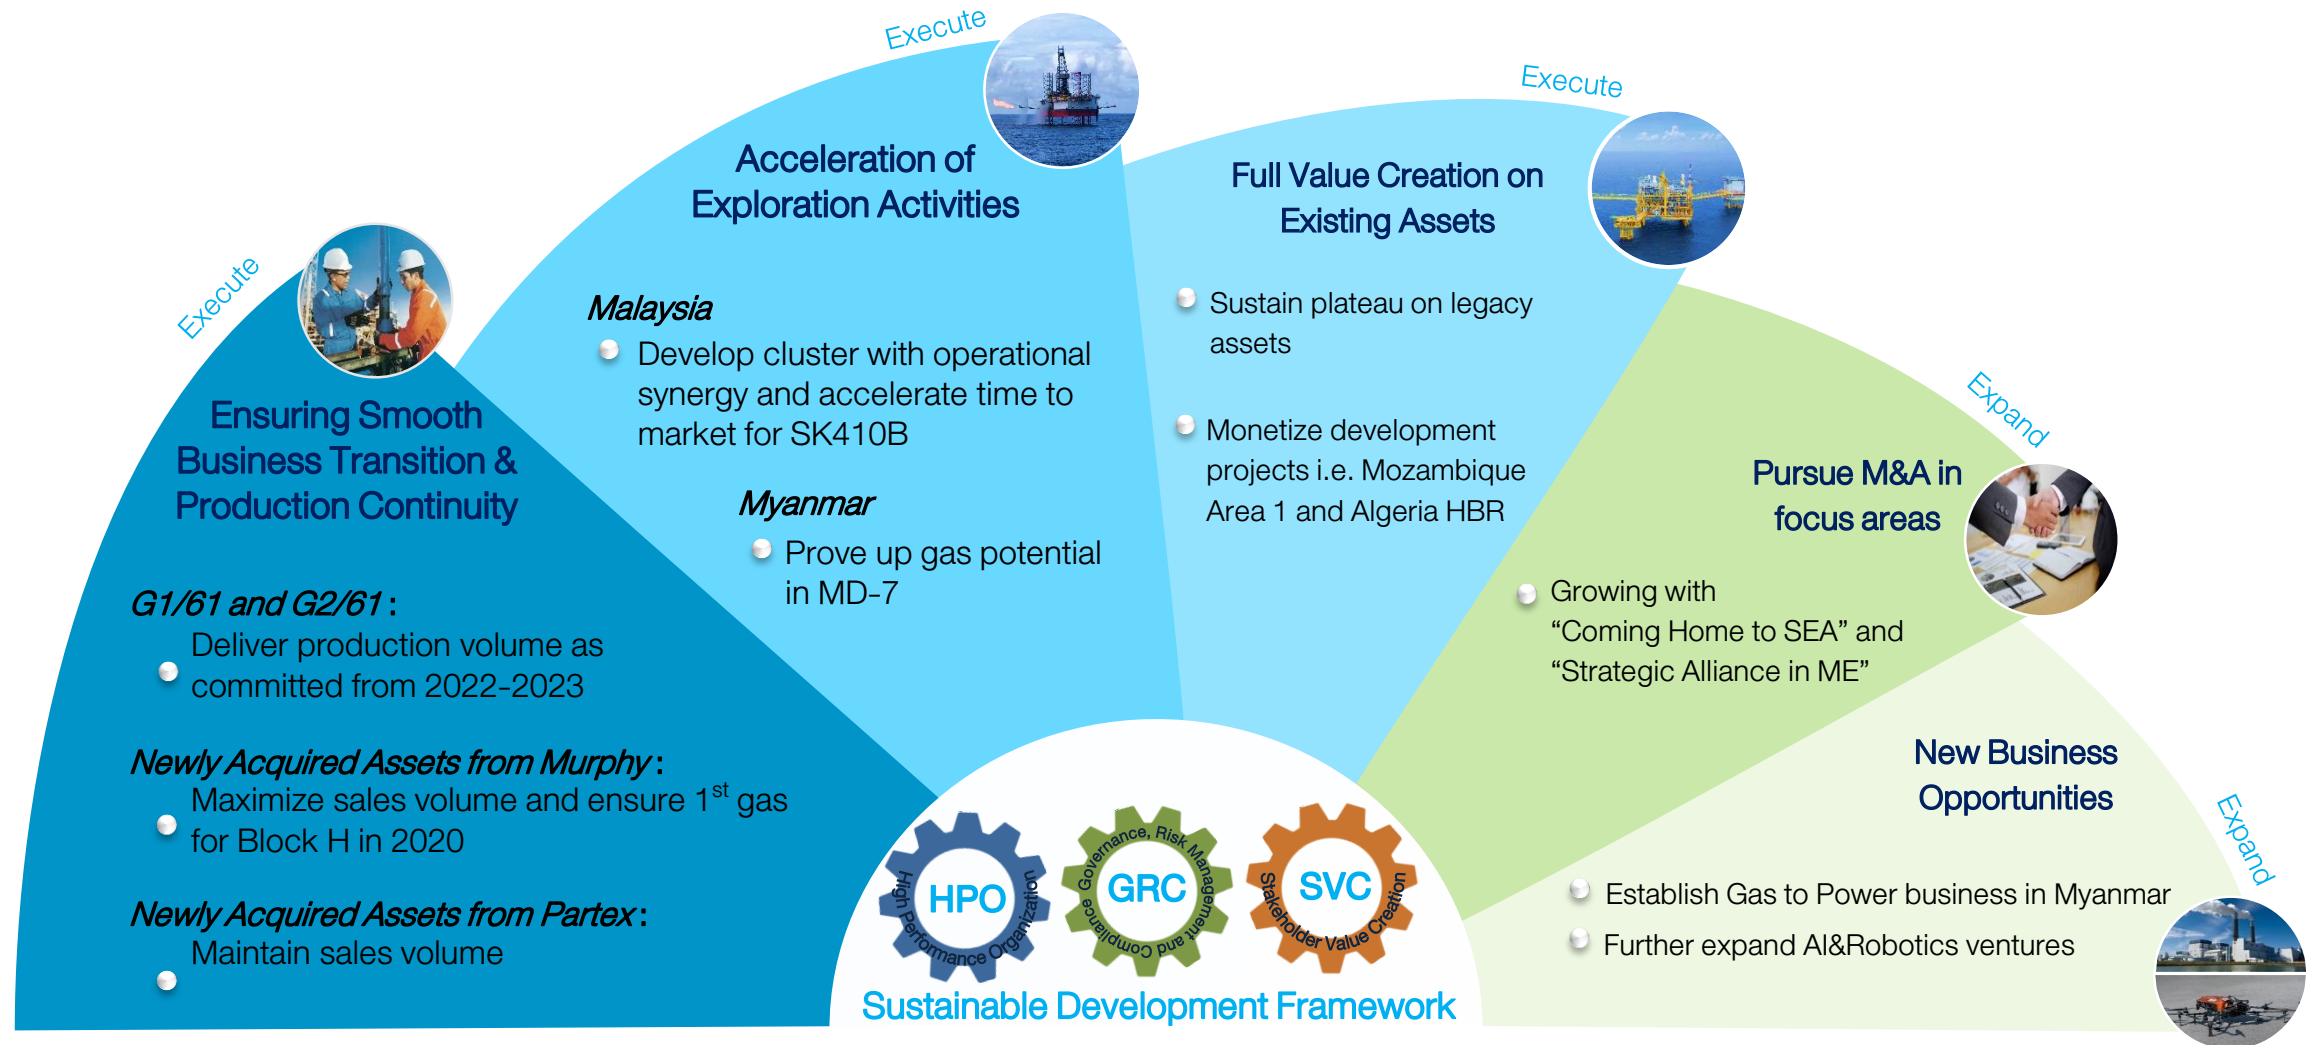 Execute
Ensuring Smooth
Business Transition &
Production Continuity
G1/61 and G2/61 :
Deliver production volume as
committed from 2022-2023
Newly Acquired Assets from Murphy :
Maximize sales volume and ensure 1st gas
for Block H in 2020
Newly Acquired Assets from Partex :
Maintain sales volume
Execute
Acceleration of
Exploration Activities
Malaysia
Develop cluster with operational
synergy and accelerate time to
market for SK410B
Myanmar
Prove up gas potential
in MD-7
Execute
Full Value Creation on
Existing Assets
Sustain plateau on legacy
assets
Monetize development
projects i.e. Mozambique
Area 1 and Algeria HBR
Expand
Pursue M&A in
focus areas
Growing with
“Coming Home to SEA” and
“Strategic Alliance in ME”
Expand
New Business
Opportunities
Establish Gas to Power business in Myanmar
Further expand AI&Robotics ventures
HPO
High Performance Organization
GRC
Governance, Risk Management and Compliance
SVC
Stakeholder Value Creation
Sustainable Development Framework